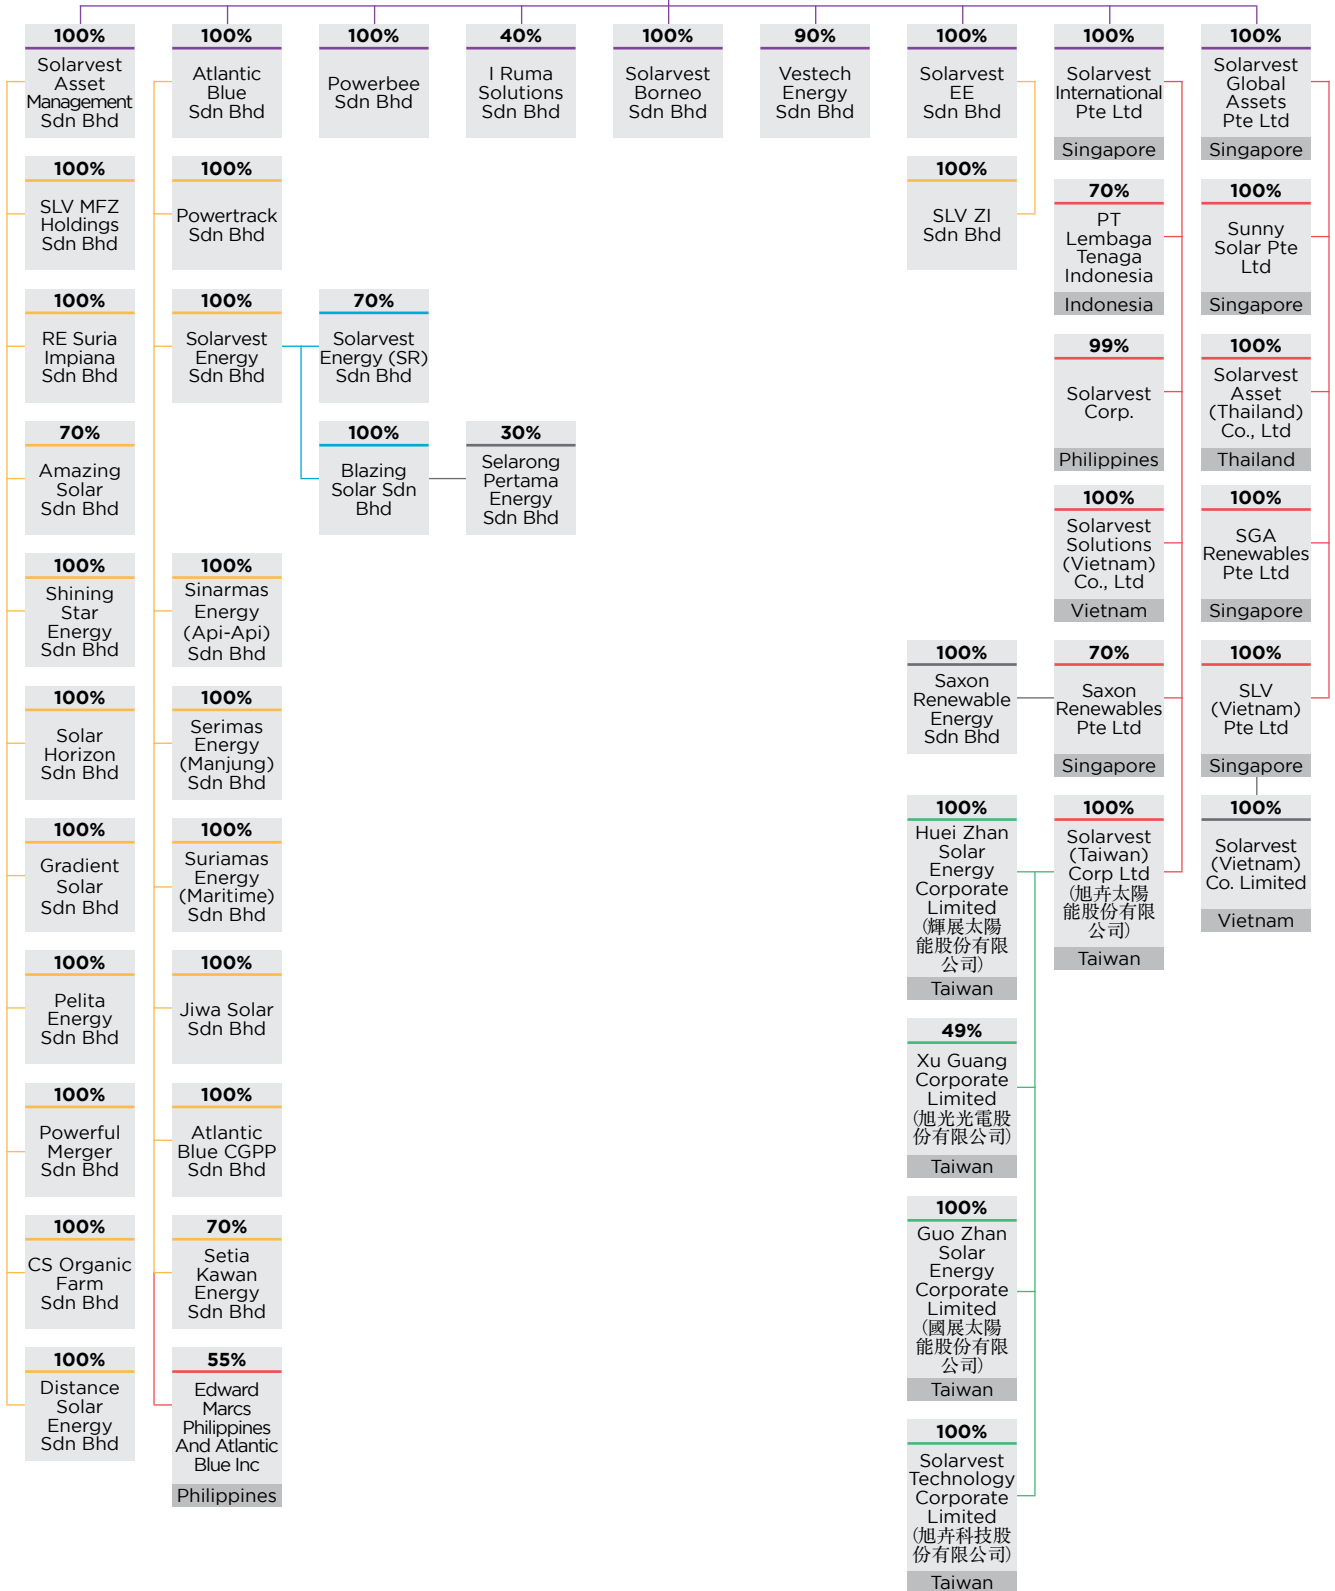 100%
Solarvest
Asset
Management
Sdn Bhd
100%
Atlantic
Blue
Sdn Bhd
100%
Powerbee
Sdn Bhd
40%
I Ruma
Solutions
Sdn Bhd
100%
Solarvest
Borneo
Sdn Bhd
90%
Vestech
Energy
Sdn Bhd
100%
Solarvest
EE
Sdn Bhd
100%
Solarvest
International
Pte Ltd
Singapore
100%
Solarvest
Global
Assets
Pte Ltd
Singapore
100%
SLV MFZ
Holdings
Sdn Bhd
100%
Powertrack
Sdn Bhd
100%
SLV ZI
Sdn Bhd
70%
PT
Lembaga
Tenaga
Indonesia
Indonesia
100%
Sunny
Solar Pte
Ltd
Singapore
100%
RE Suria
Impiana
Sdn Bhd
100%
Solarvest
Energy
Sdn Bhd
70%
Solarvest
Energy (SR)
Sdn Bhd
99%
Solarvest
Corp.
Philippines
100%
Solarvest
Asset
(Thailand)
Co., Ltd
Thailand
70%
Amazing
Solar
Sdn Bhd
100%
Blazing
Solar Sdn
Bhd
30%
Selarong
Pertama
Energy
Sdn Bhd
100%
Solarvest
Solutions
(Vietnam)
Co., Ltd
Vietnam
100%
SGA
Renewables
Pte Ltd
Singapore
100%
Shining
Star
Energy
Sdn Bhd
100%
Sinarmas
Energy
(Api-Api)
Sdn Bhd
100%
Saxon
Renewable
Energy
Sdn Bhd
70%
Saxon
Renewables
Pte Ltd
Singapore
100%
SLV
(Vietnam)
Pte Ltd
Singapore
100%
Solar
Horizon
Sdn Bhd
100%
Serimas
Energy
(Manjung)
Sdn Bhd
100%
Huei Zhan
Solar
Energy
Corporate
Limited
(輝展太陽
能股份有限
公司)
Taiwan
100%
Solarvest
(Taiwan)
Corp Ltd
(旭卉太陽
能股份有限
公司)
Taiwan
100%
Solarvest
(Vietnam)
Co. Limited
Vietnam
100%
Gradient
Solar
Sdn Bhd
100%
Suriamas
Energy
(Maritime)
Sdn Bhd
100%
Pelita
Energy
Sdn Bhd
100%
Jiwa Solar
Sdn Bhd
49%
Xu Guang
Corporate
Limited
(旭光光電股
份有限公司)
Taiwan
100%
Powerful
Merger
Sdn Bhd
100%
Atlantic
Blue CGPP
Sdn Bhd
100%
Guo Zhan
Solar
Energy
Corporate
Limited
(國展太陽
能股份有限
公司)
Taiwan
100%
CS Organic
Farm
Sdn Bhd
70%
Setia
Kawan
Energy
Sdn Bhd
100%
Distance
Solar
Energy
Sdn Bhd
55%
Edward
Marcs
Philippines
And Atlantic
Blue Inc
Philippines
100%
Solarvest
Technology
Corporate
Limited
(旭卉科技股
份有限公司)
Taiwan